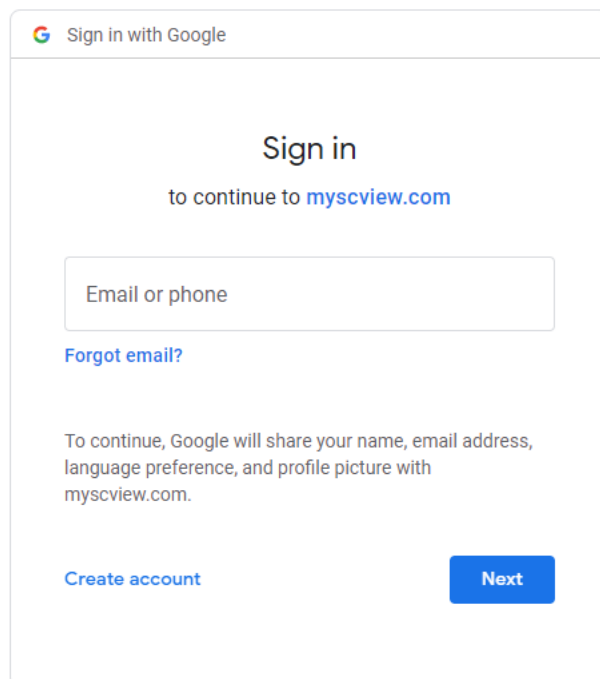 Sign in with Google
Sign in
to continue to myscview.com
Email or phone
Forgot email?
To continue, Google will share your name, email address,
language preference, and profile picture with
myscview.com.
Create account
Next